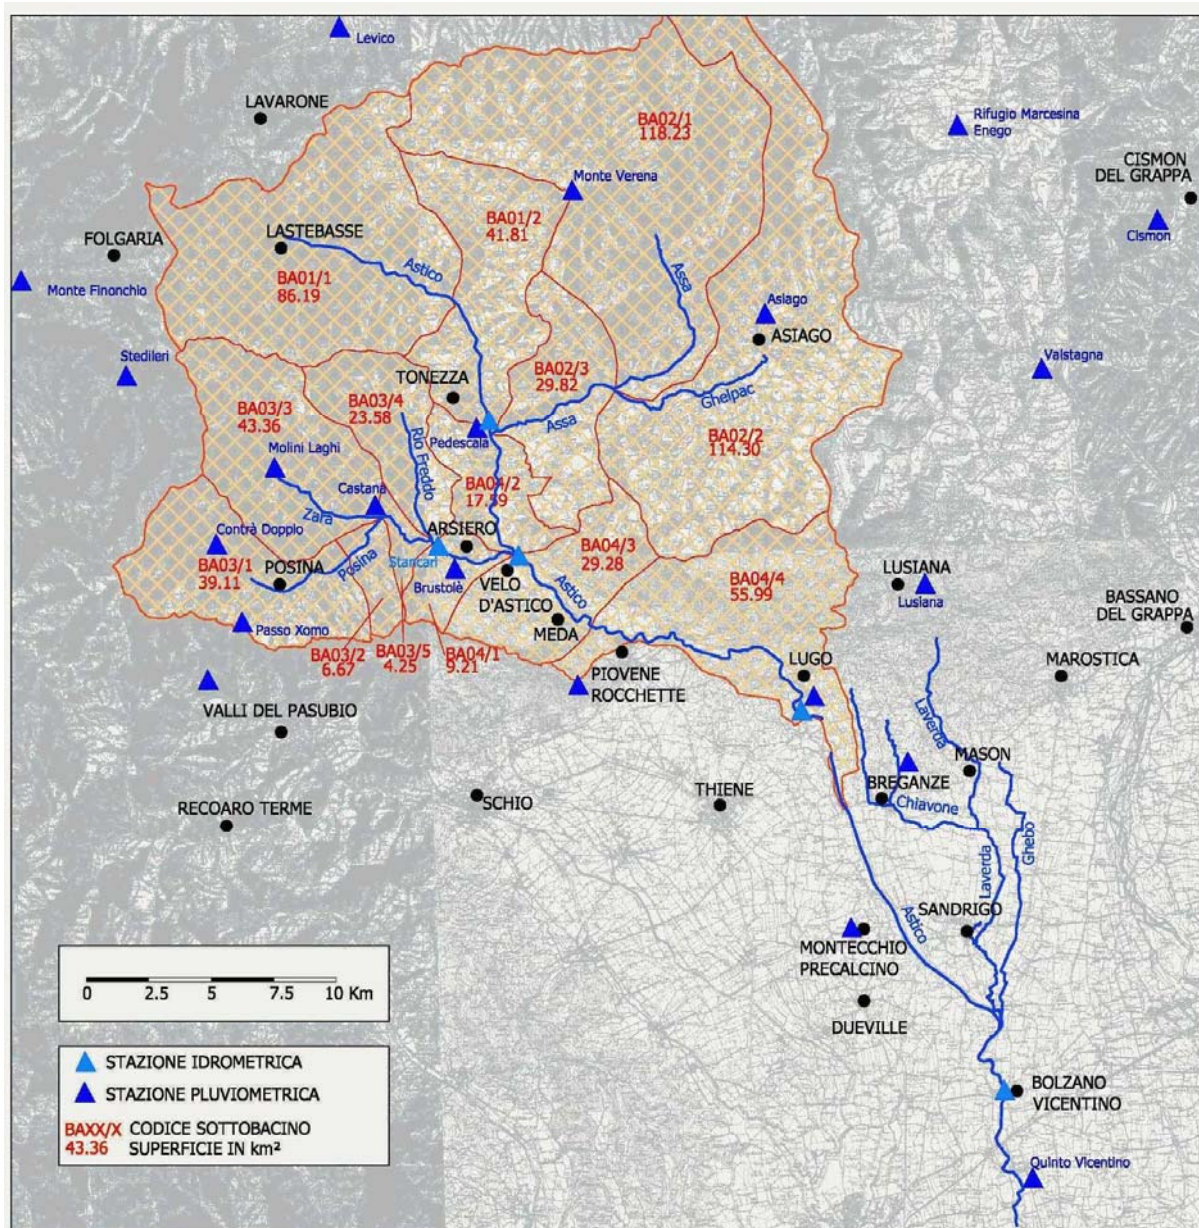 Levico
LAVARONE
BA02/1
118.23
Rifugio Marcesina
Enego
CISMON
DEL GRAPPA
Monte Verena
BA01/2
41.81
Cismon
LASTEBASSE
FOLGARIA
Astico
Assa
BA01/1
86.19
Monte Finonchio
Asiago
ASIAGO
Stedileri
Valstagna
BA02/3
29.82
TONEZZA
BA03/4
23.58
Ghelpac
BA03/3
43.36
Assa
Pedescala
BA02/2
114.30
Rio Freddo
Molini Laghi
BA04/2
17.59
Castana
Zara
ARSIERO
Contrà Doppio
BA04/3
29.28
Stancari
BA03/1
39.11
POSINA
Posina
Brustolè
VELO
D'ASTICO
Astico
BA04/4
55.99
LUSIANA
Lusiana
BASSANO
DEL GRAPPA
MEDA
Passo Xomo
BA03/2
6.67
BA03/5
4.25
BA04/1
9.21
PIOVENE
ROCCHETTE
LUGO
MAROSTICA
VALLI DEL PASUBIO
Laverda
MASON
RECOARO TERME
SCHIO
THIENE
BREGANZE
Chiavone
Ghebo
Laverda
Astico
SANDRIGO
MONTECCHIO
PRECALCINO
DUEVILLE
0 2.5 5 7.5 10 Km
STAZIONE IDROMETRICA
STAZIONE PLUVIOMETRICA
BAXX/X CODICE SOTTOBACINO
43.36 SUPERFICIE IN km²
BOLZANO
VICENTINO
Quinto Vicentino